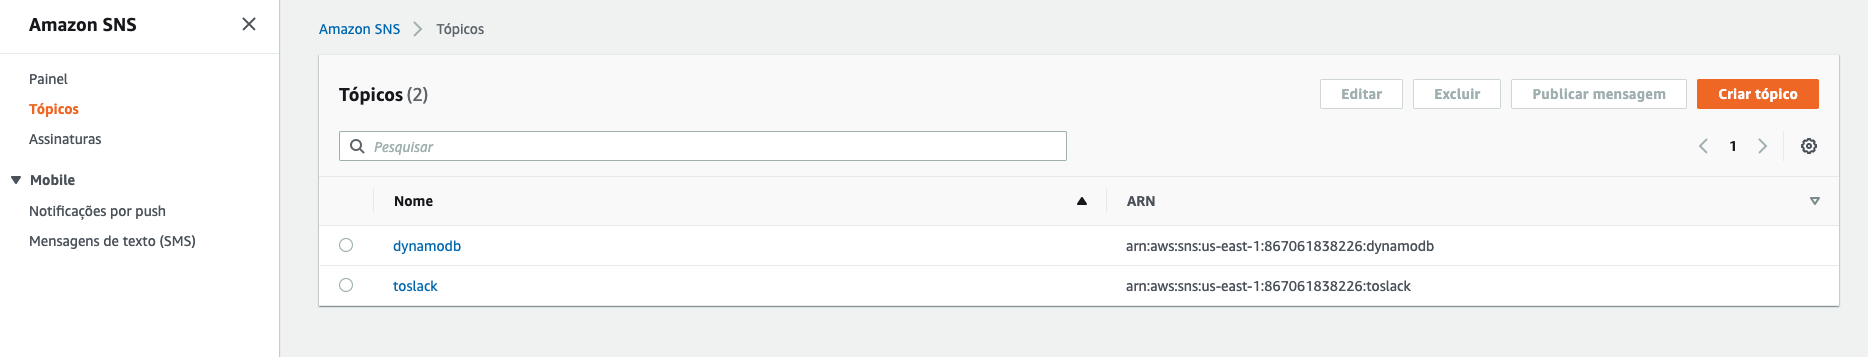 Amazon SNS
Painel
Tópicos
Assinaturas
Mobile
Notificações por push
Mensagens de texto (SMS)
Amazon SNS Tópicos
Tópicos (2) Editar Excluir Publicar mensagem Criar tópico
Pesquisar 1
Nome ARN
dynamodb arn:aws:sns:us-east-1:867061838226:dynamodb
toslack arn:aws:sns:us-east-1:867061838226:toslack